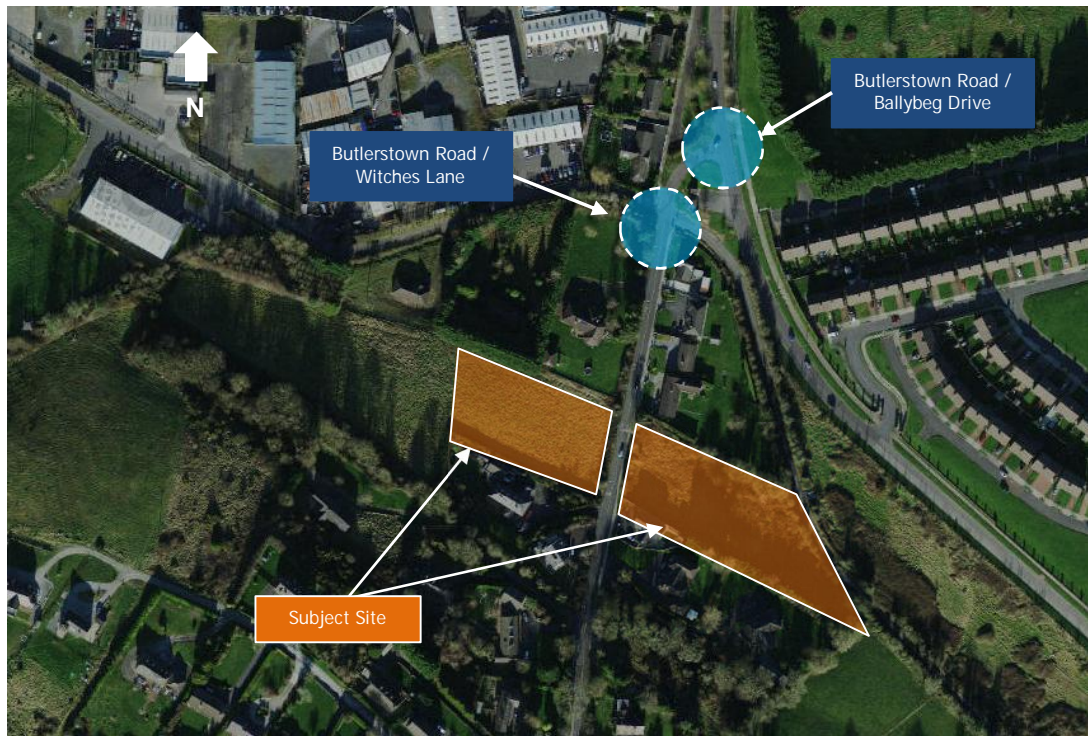 N
Butlerstown Road /
Ballybeg Drive
Butlerstown Road /
Witches Lane
Subject Site